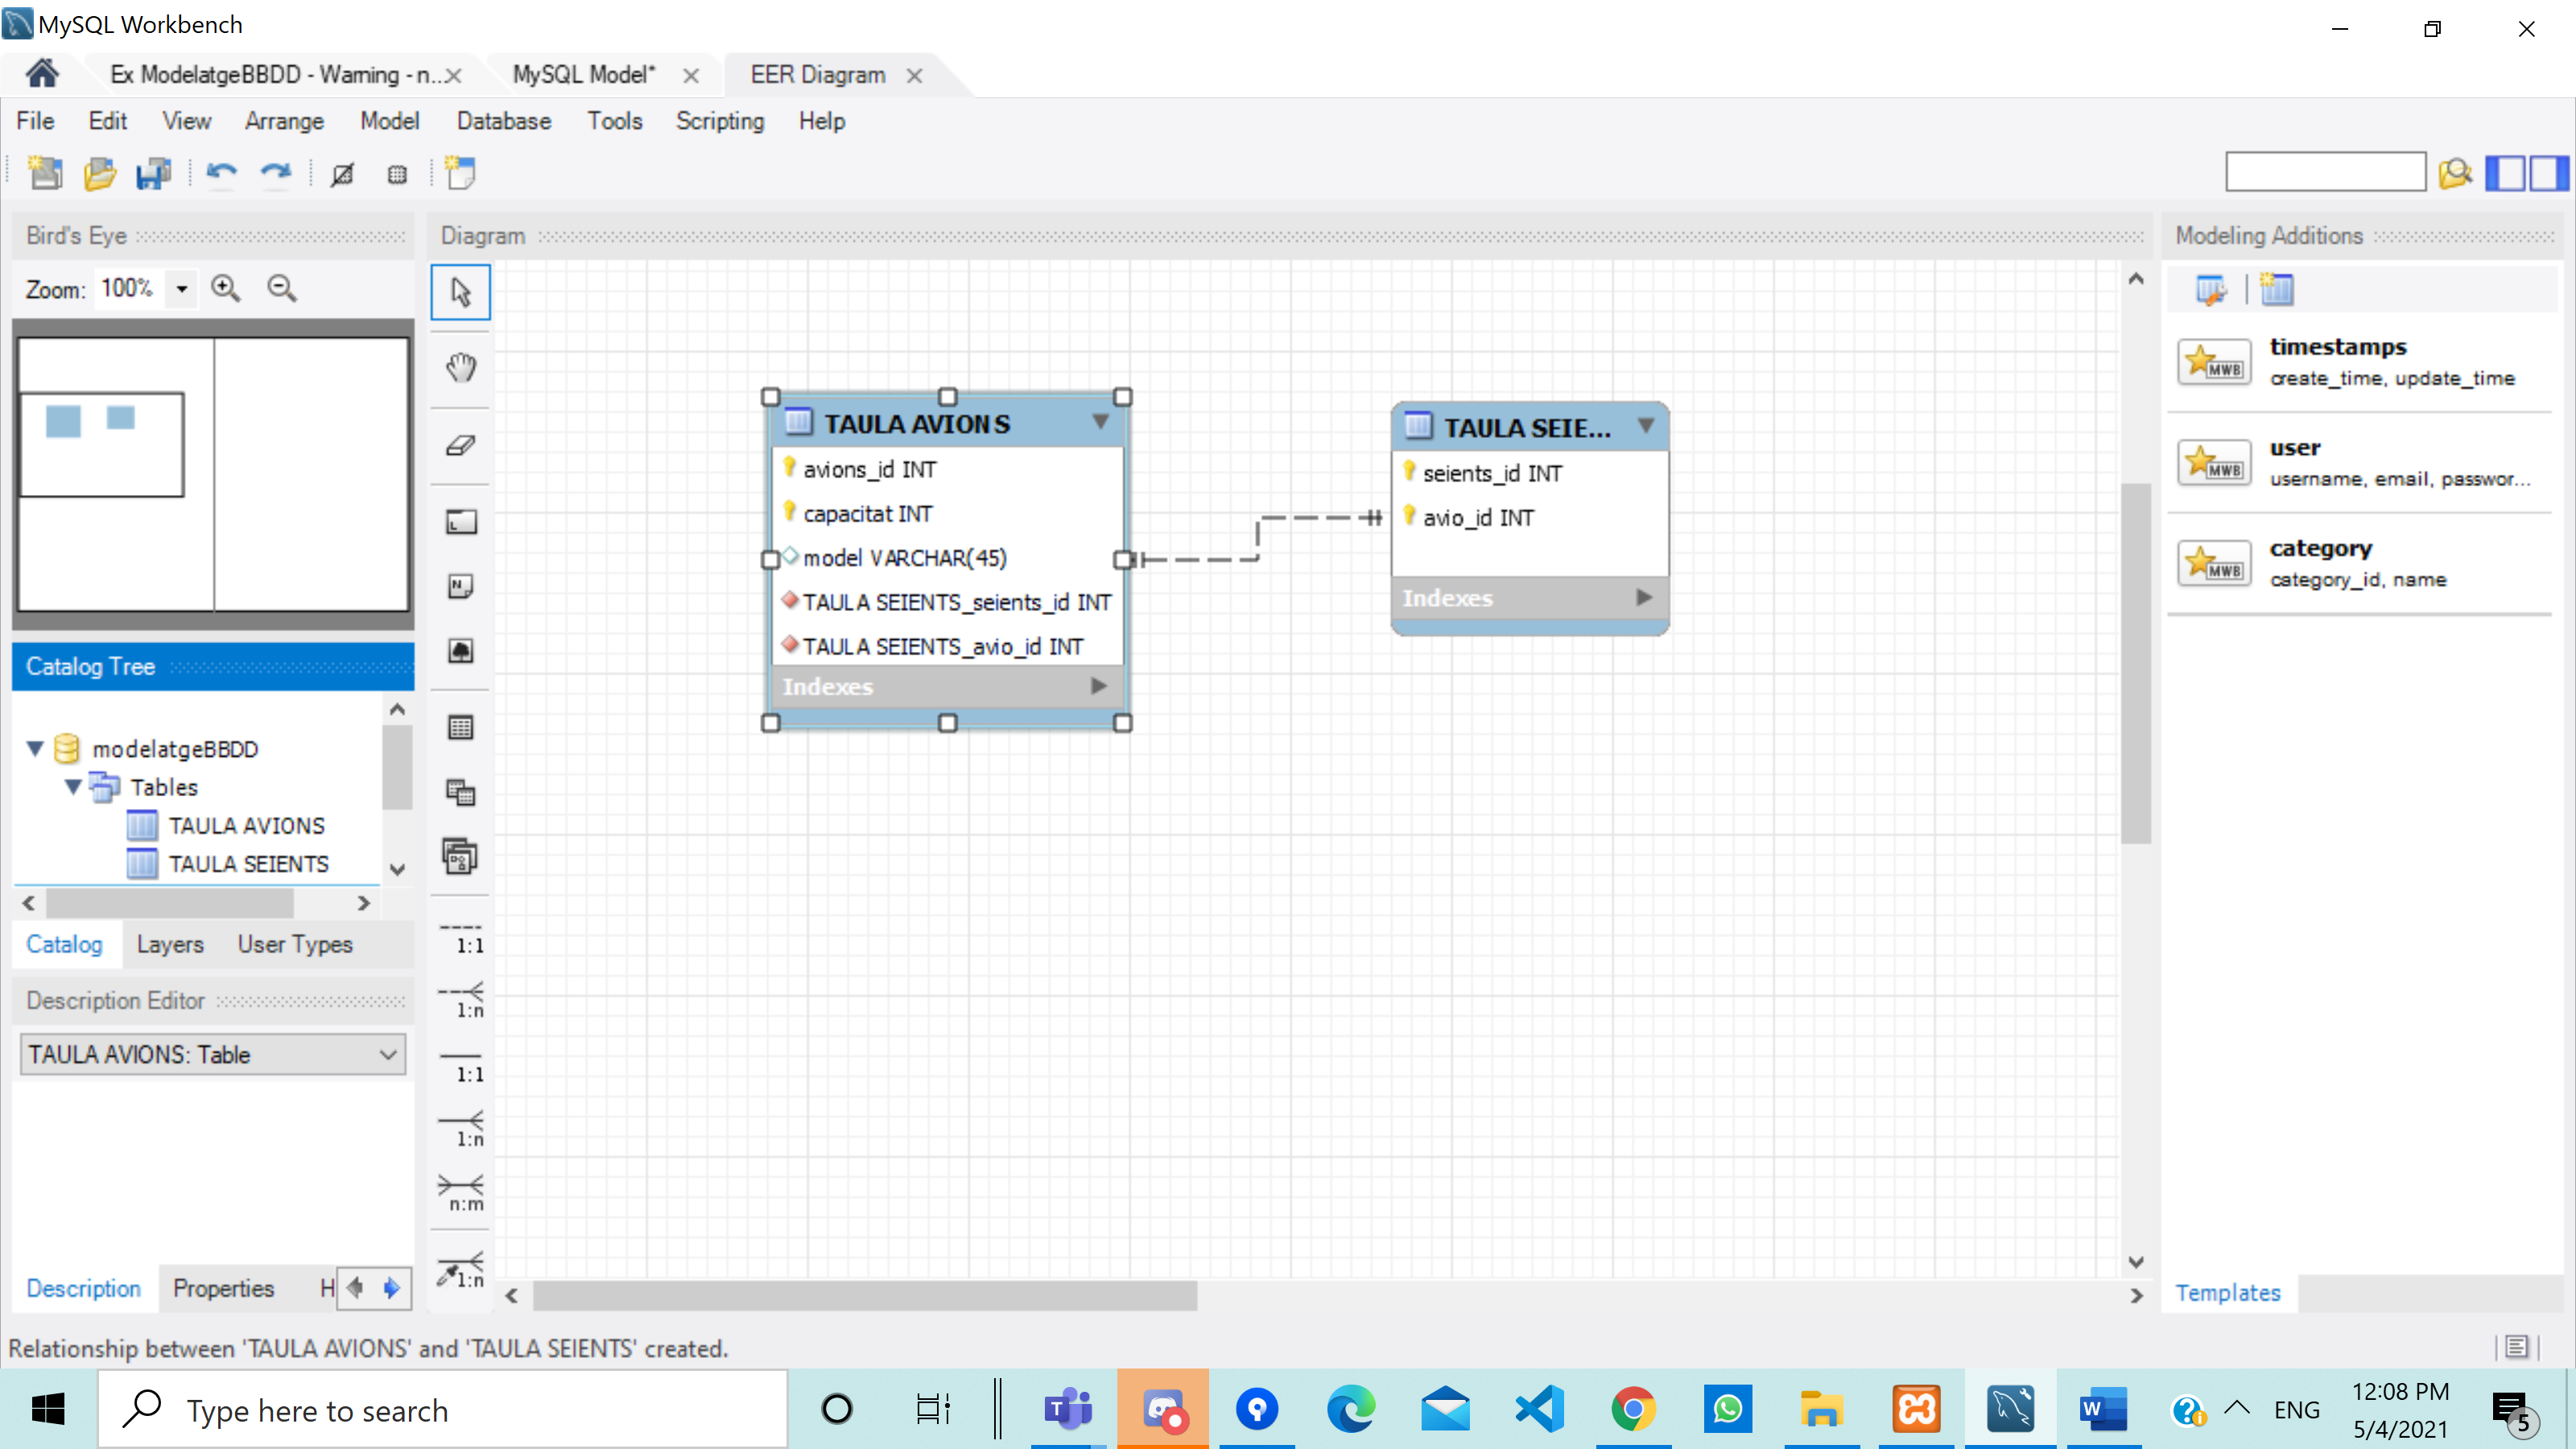 MySQL Workbench
Ex ModelatgeBBDD - Warning - n...
MySQL Model*
EER Diagram
File Edit View Arrange Model Database Tools Scripting Help
Bird's Eye
Zoom: 100%
Diagram
TAULA AVIONS
avions_id INT
capacitat INT
model VARCHAR(45)
TAULA SEIENTS_seients_id INT
TAULA SEIENTS_avio_id INT
Indexes
TAULA SEIE...
seients_id INT
avio_id INT
Indexes
Modeling Additions
MWB
timestamps
create_time, update_time
MWB
user
username, email, passwor...
MWB
category
category_id, name
Catalog Tree
modelatgeBBDD
Tables
TAULA AVIONS
TAULA SEIENTS
Catalog Layers User Types
Description Editor
TAULA AVIONS: Table
L
N
1:1
1:n
1:1
1:n
n:m
1:n
Description Properties H
Templates
Relationship between 'TAULA AVIONS' and 'TAULA SEIENTS' created.
Type here to search
T
W
ENG
12:08 PM
5/4/2021
5